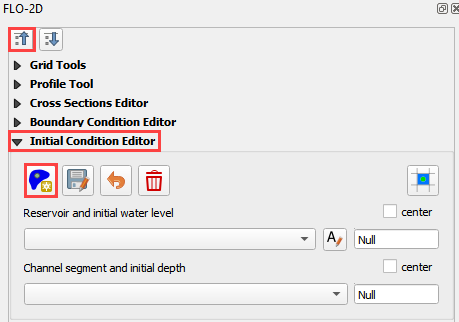 FLO-2D
Grid Tools
Profile Tool
Cross Sections Editor
Boundary Condition Editor
Initial Condition Editor
Reservoir and initial water level center
A Null
Channel segment and initial depth center
Null